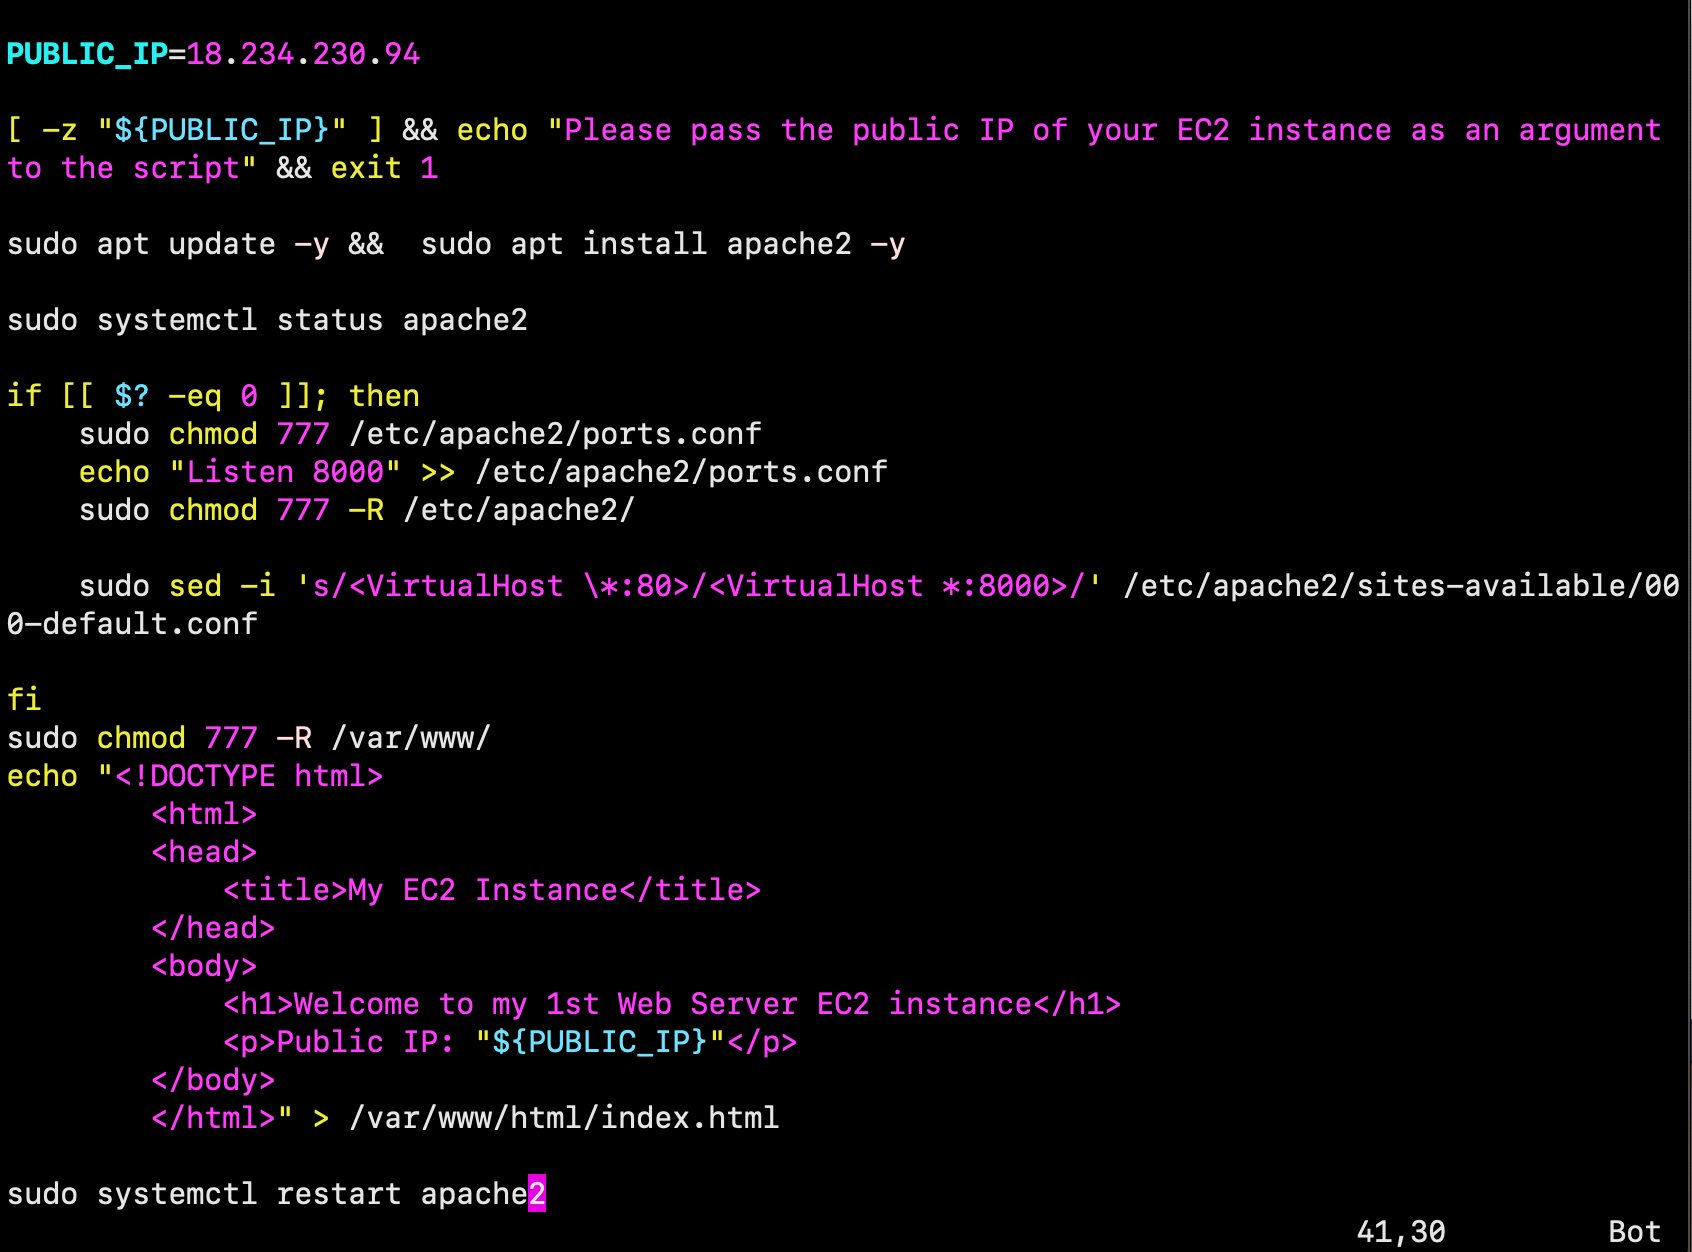 PUBLIC_IP=18.234.230.94
[ -z "${PUBLIC_IP}" ] && echo "Please pass the public IP of your EC2 instance as an argument
to the script" && exit 1
sudo apt update -y &&  sudo apt install apache2 -y
sudo systemctl status apache2
if [[ $? -eq 0 ]]; then
    sudo chmod 777 /etc/apache2/ports.conf
    echo "Listen 8000" >> /etc/apache2/ports.conf
    sudo chmod 777 -R /etc/apache2/
    sudo sed -i 's/<VirtualHost \*:80>/<VirtualHost *:8000>/' /etc/apache2/sites-available/00
0-default.conf
fi
sudo chmod 777 -R /var/www/
echo "<!DOCTYPE html>
        <html>
        <head>
            <title>My EC2 Instance</title>
        </head>
        <body>
            <h1>Welcome to my 1st Web Server EC2 instance</h1>
            <p>Public IP: "${PUBLIC_IP}"</p>
        </body>
        </html>" > /var/www/html/index.html
sudo systemctl restart apache2
41,30 Bot